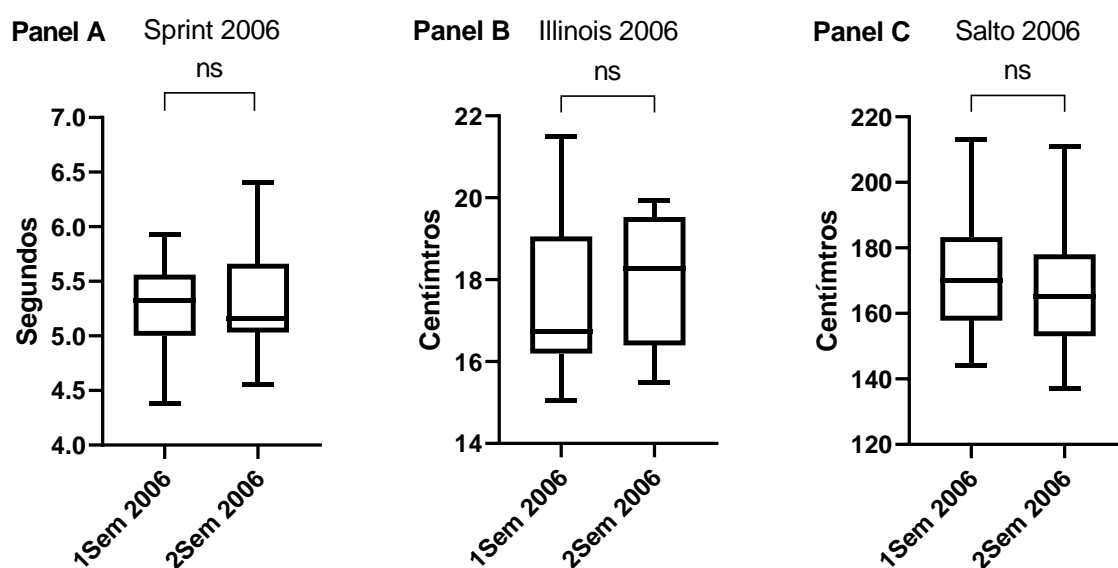 Panel A Sprint 2006
ns
Segundos
7.0
6.5
6.0
5.5
5.0
4.5
4.0
1Sem 2006
2Sem 2006
Panel B Illinois 2006
ns
Centímtros
22
20
18
16
14
1Sem 2006
2Sem 2006
Panel C Salto 2006
ns
Centímtros
220
200
180
160
140
120
1Sem 2006
2Sem 2006